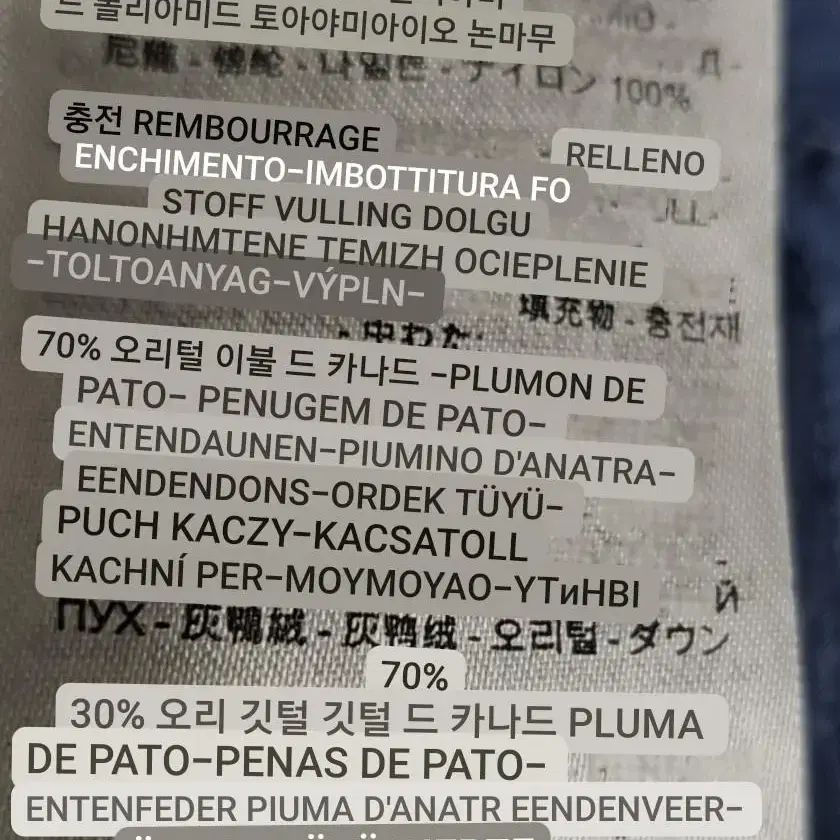 드 폴리아미드 토아야미아이오 논마무
尼龍 - 나일론 - ナイロン 100%
충전 REMBOURRAGE
RELLENO
ENCHIMENTO-IMBOTTITURA FO
STOFF VULLING DOLGU
HANONHMTENE TEMIZH OCIEPLENIE
-TOLTOANYAG-VÝPLN-
填充物 - 충전재
- 中わた
70% 오리털 이불 드 카나드 -PLUMON DE
PATO- PENUGEM DE PATO-
ENTENDAUNEN-PIUMINO D'ANATRA-
EENDENDONS-ORDEK TÜYÜ-
PUCH KACZY-KACSATOLL
KACHNÍ PER-MOYMOYAO-YTиHBI
й
ПУХ - 灰鴨絨 - 灰鸭绒 - 오리털 - ダウン
70%
30% 오리 깃털 깃털 드 카나드 PLUMA
DE PATO-PENAS DE PATO-
ENTENFEDER PIUMA D'ANATR EENDENVEER-